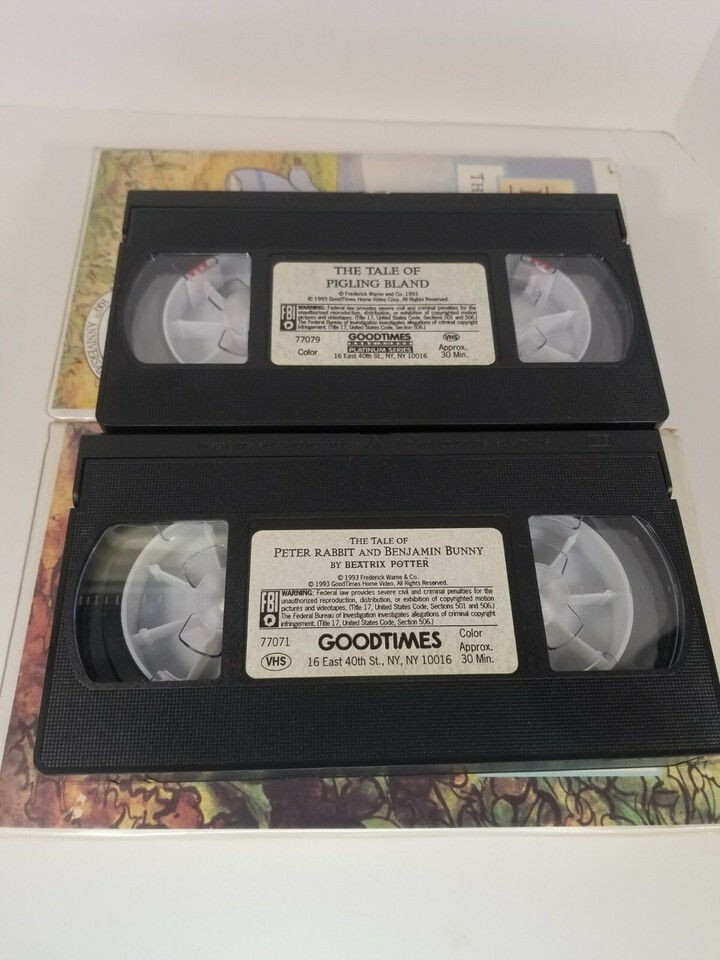 TH
100th ANNIVERSA
THE TALE OF
PIGLING BLAND
© Frederick Warne and Co. 1993
© 1993 GoodTimes Home Video Corp. All Rights Reserved.
FBI
WARNING: Federal law provides severe civil and criminal penalties for the
unauthorized reproduction, distribution, or exhibition of copyrighted motion
pictures and videotapes. (Title 17, United States Code, Sections 501 and 506.)
The Federal Bureau of Investigation investigates allegations of criminal copyright
infringement. (Title 17, United States Code, Section 506.)
77079 GOODTIMES VHS
PLATINUM SERIES
Color 16 East 40th St., NY, NY 10016 Approx.
30 Min.
THE TALE OF
PETER RABBIT AND BENJAMIN BUNNY
BY BEATRIX POTTER
© 1993 Frederick Warne & Co.
© 1993 GoodTimes Home Video. All Rights Reserved.
FBI
WARNING: Federal law provides severe civil and criminal penalties for the
unauthorized reproduction, distribution, or exhibition of copyrighted motion
pictures and videotapes. (Title 17, United States Code, Sections 501 and 506.)
The Federal Bureau of Investigation investigates allegations of criminal copyright
infringement. (Title 17, United States Code, Section 506.)
77071 GOODTIMES Color
VHS 16 East 40th St., NY, NY 10016 Approx.
30 Min.